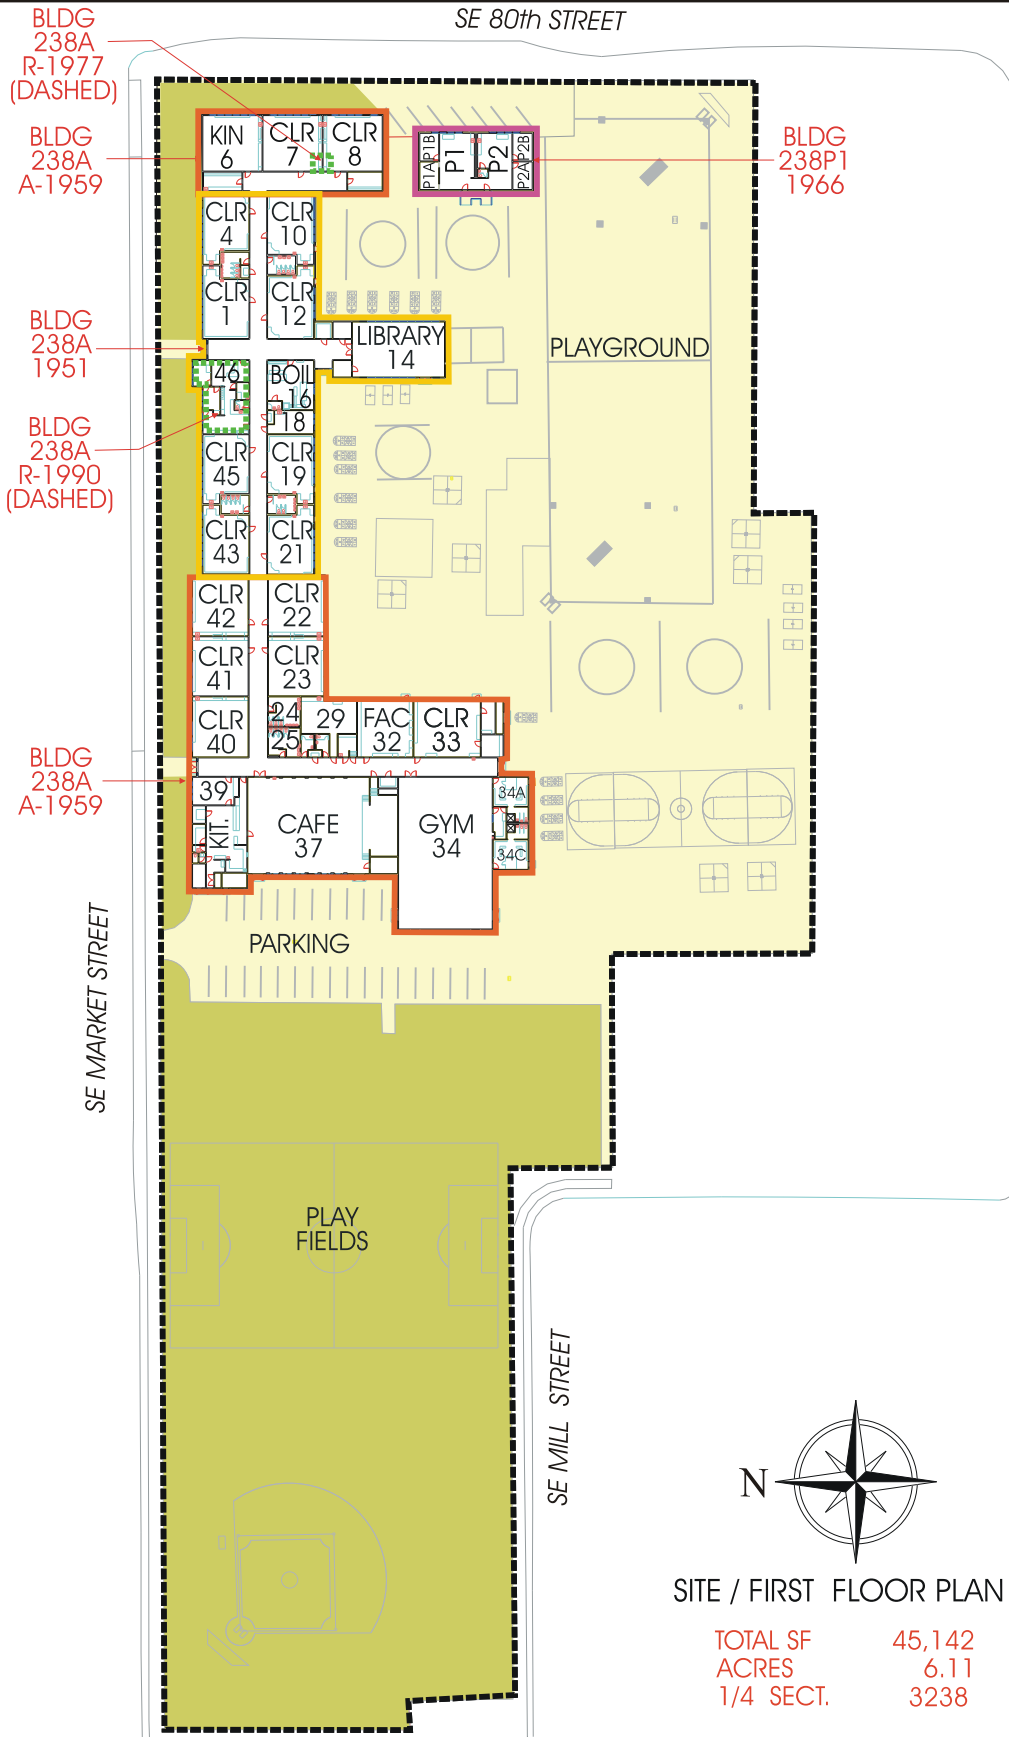 SE 80th STREET
BLDG
238A
R-1977
(DASHED)
BLDG
238A
A-1959
KIN
6
CLR
7
CLR
8
P1A
P1B
P1
P2
P2A
P2B
BLDG
238P1
1966
CLR
4
CLR
10
CLR
1
CLR
12
BLDG
238A
1951
LIBRARY
14
PLAYGROUND
46
BOIL
16
18
BLDG
238A
R-1990
(DASHED)
CLR
45
CLR
19
CLR
43
CLR
21
CLR
42
CLR
22
CLR
41
CLR
23
CLR
40
24
25
29
FAC
32
CLR
33
BLDG
238A
A-1959
39
KIT.
CAFE
37
GYM
34
34A
34C
PARKING
SE MARKET STREET
PLAY
FIELDS
SE MILL STREET
N
SITE / FIRST FLOOR PLAN
TOTAL SF 45,142
ACRES 6.11
1/4 SECT. 3238